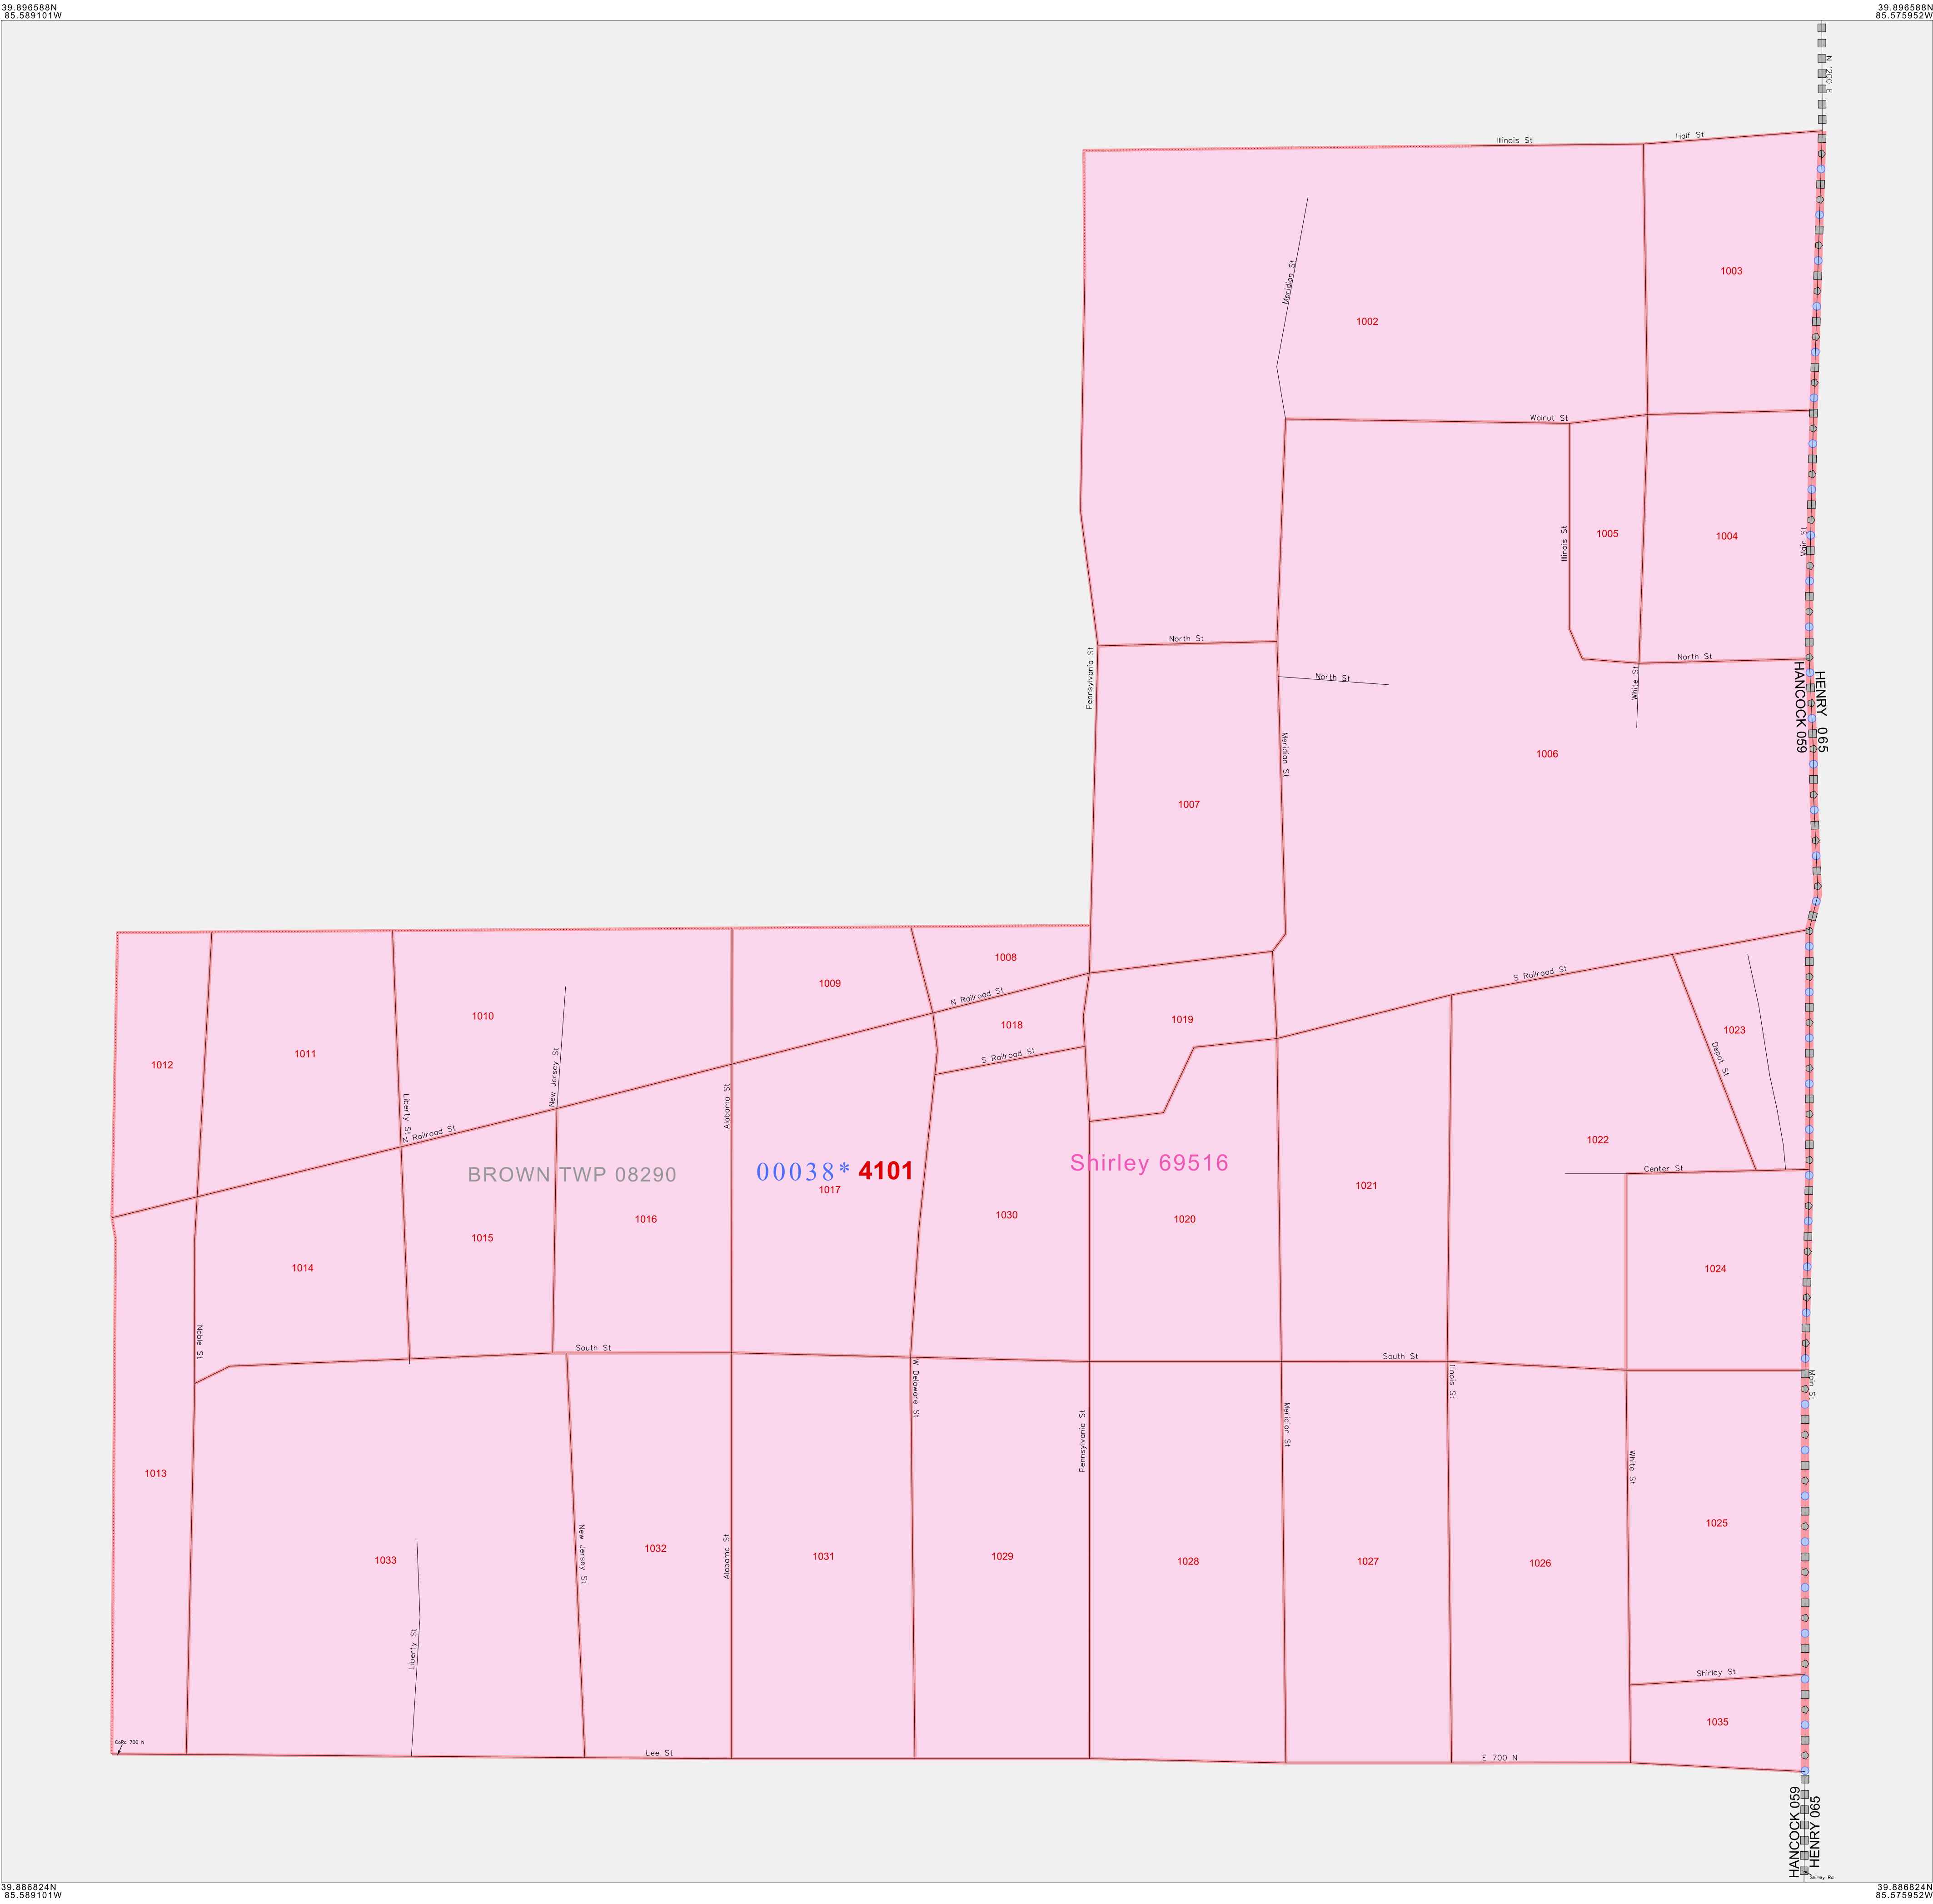 39.896588N
85.589101W
39.896588N
85.575952W
N 1200 E
Illinois St
Half St
Meridian St
1003
1002
Walnut St
Illinois St
1005
1004
Main St
North St
Pennsylvania St
North St
White St
North St
HANCOCK 059
HENRY 065
Meridian St
1006
1007
1008
1009
1010
1011
1012
N Railroad St
S Railroad St
1018
1019
S Railroad St
1023
Depot St
New Jersey St
Alabama St
Liberty St
N Railroad St
1022
Center St
BROWN TWP 08290
00038* 4101
Shirley 69516
1017
1021
1016
1030
1020
1015
1014
1024
Noble St
South St
South St
W Delaware St
Illinois St
Main St
Pennsylvania St
Meridian St
White St
1013
1025
New Jersey St
Alabama St
1033
1032
1031
1029
1028
1027
1026
Liberty St
Shirley St
1035
CoRd 700 N
Lee St
E 700 N
HANCOCK 059
HENRY 065
Shirley Rd
39.886824N
85.589101W
39.886824N
85.575952W